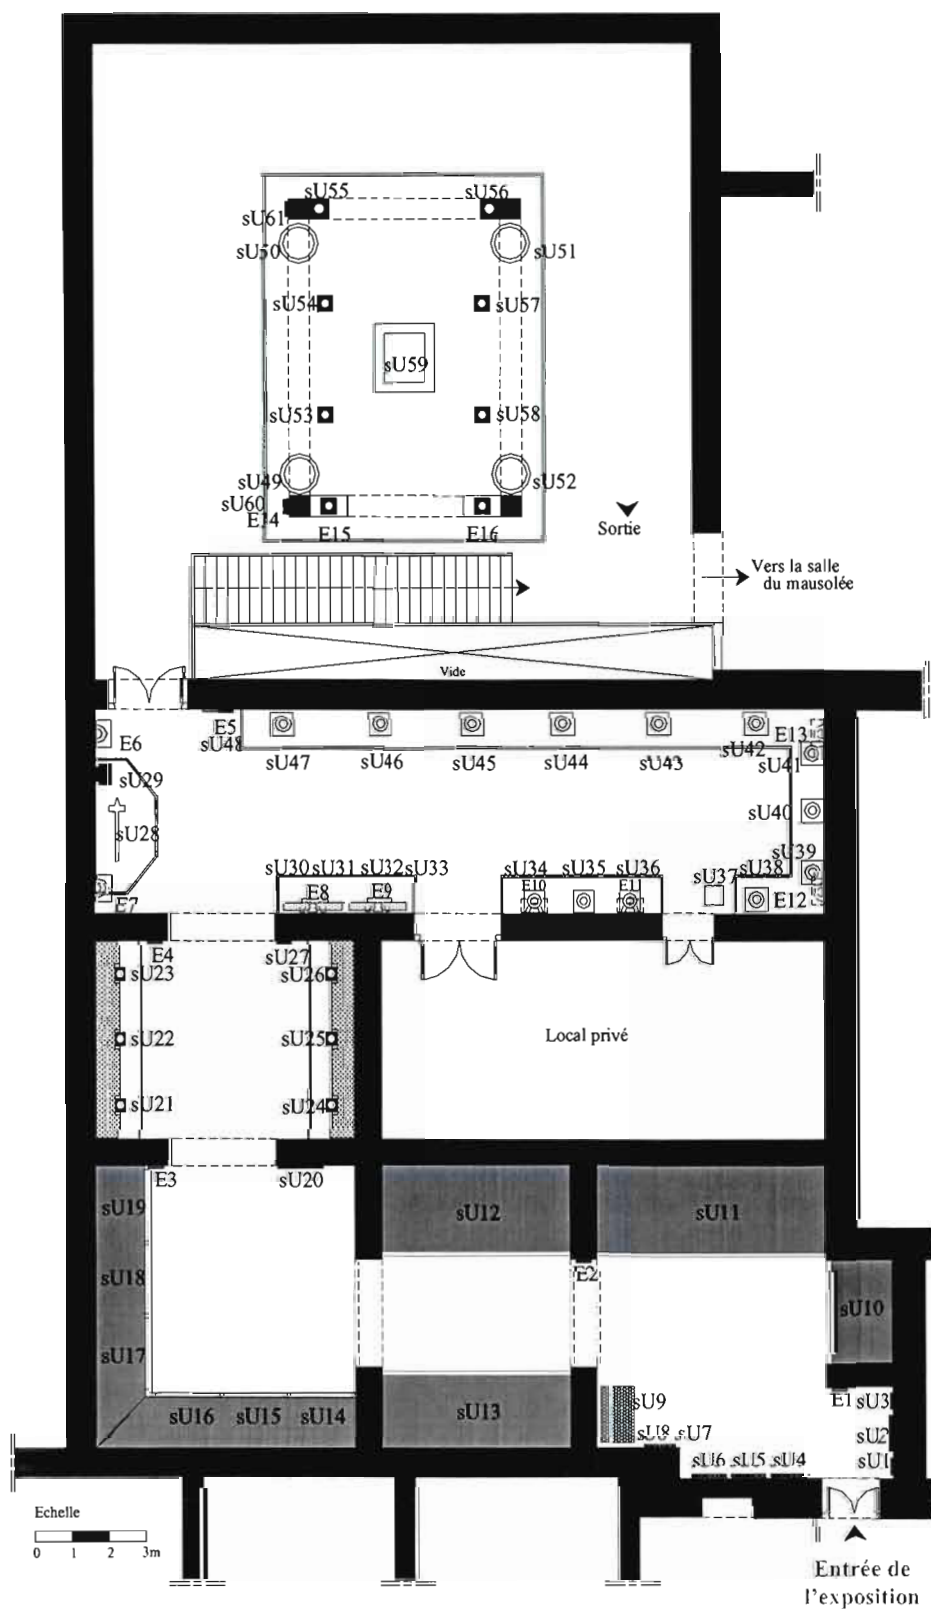 sU55 sU56
sU61
sU50 sU51
sU54 sU57
sU59
sU53 sU58
sU49 sU52
sU60
E14
E15 E16
Sortie
Vers la salle
du mausolée
Vide
E5
sU48
E6
sU47 sU46 sU45 sU44 sU43 sU42
E13
sU41
sU29
sU28
sU40
sU39
E7
sU30 sU31 sU32 sU33
E8 E9
sU34 sU35 sU36
E10 E11
sU37 sU38
E12
E4 sU27
sU23 sU26
sU22 sU25
sU21 sU24
Local privé
E3 sU20
sU19
sU18
sU17
sU16 sU15 sU14
sU12
sU13
sU11
E2
sU10
sU9
sU8 sU7
sU6 sU5 sU4
E1 sU3
sU2
sU1
Echelle
0 1 2 3m
Entrée de
l'exposition